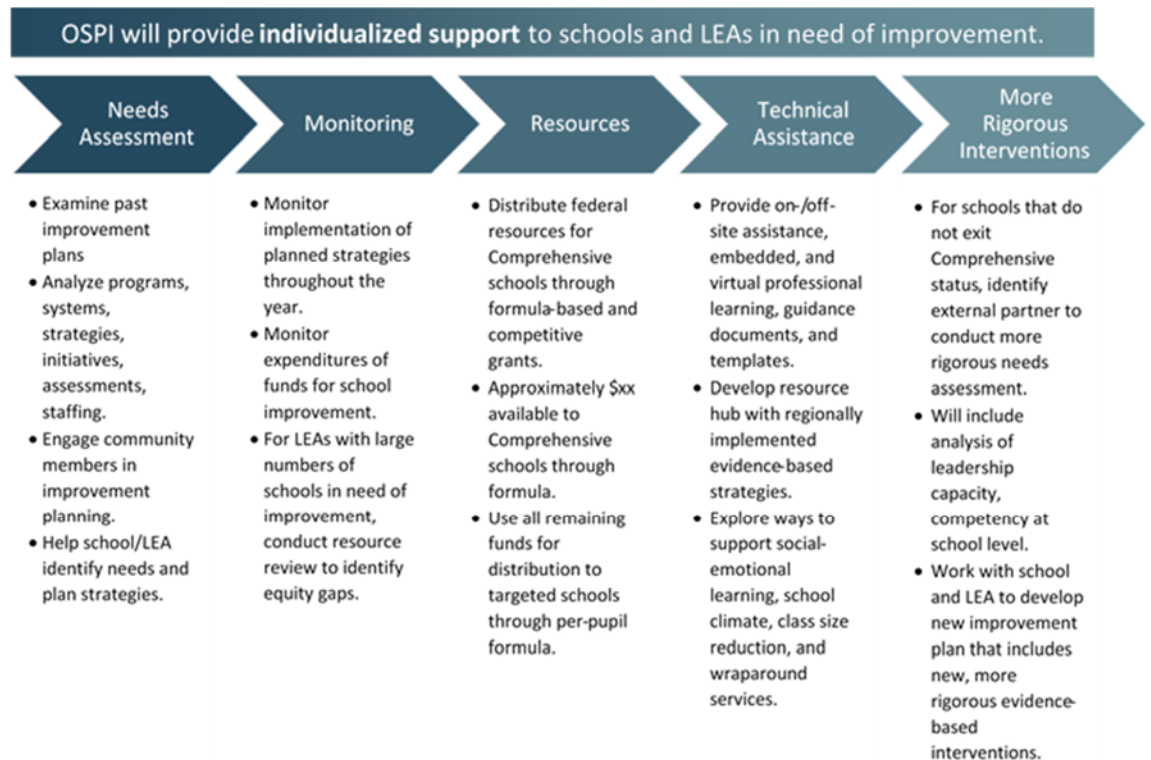 OSPI will provide individualized support to schools and LEAs in need of improvement.
Needs
Assessment
Monitoring
Resources
Technical
Assistance
More
Rigorous
Interventions
• Examine past
improvement
plans
• Analyze programs,
systems,
strategies,
initiatives,
assessments,
staffing.
• Engage community
members in
improvement
planning.
• Help school/LEA
identify needs and
plan strategies.
• Monitor
implementation of
planned strategies
throughout the
year.
• Monitor
expenditures of
funds for school
improvement.
• For LEAs with large
numbers of
schools in need of
improvement,
conduct resource
review to identify
equity gaps.
• Distribute federal
resources for
Comprehensive
schools through
formula-based and
competitive
grants.
• Approximately $xx
available to
Comprehensive
schools through
formula.
• Use all remaining
funds for
distribution to
targeted schools
through per-pupil
formula.
• Provide on-/off-
site assistance,
embedded, and
virtual professional
learning, guidance
documents, and
templates.
• Develop resource
hub with regionally
implemented
evidence-based
strategies.
• Explore ways to
support social-
emotional
learning, school
climate, class size
reduction, and
wraparound
services.
• For schools that do
not exit
Comprehensive
status, identify
external partner to
conduct more
rigorous needs
assessment.
• Will include
analysis of
leadership
capacity,
competency at
school level.
• Work with school
and LEA to develop
new improvement
plan that includes
new, more
rigorous evidence-
based
interventions.